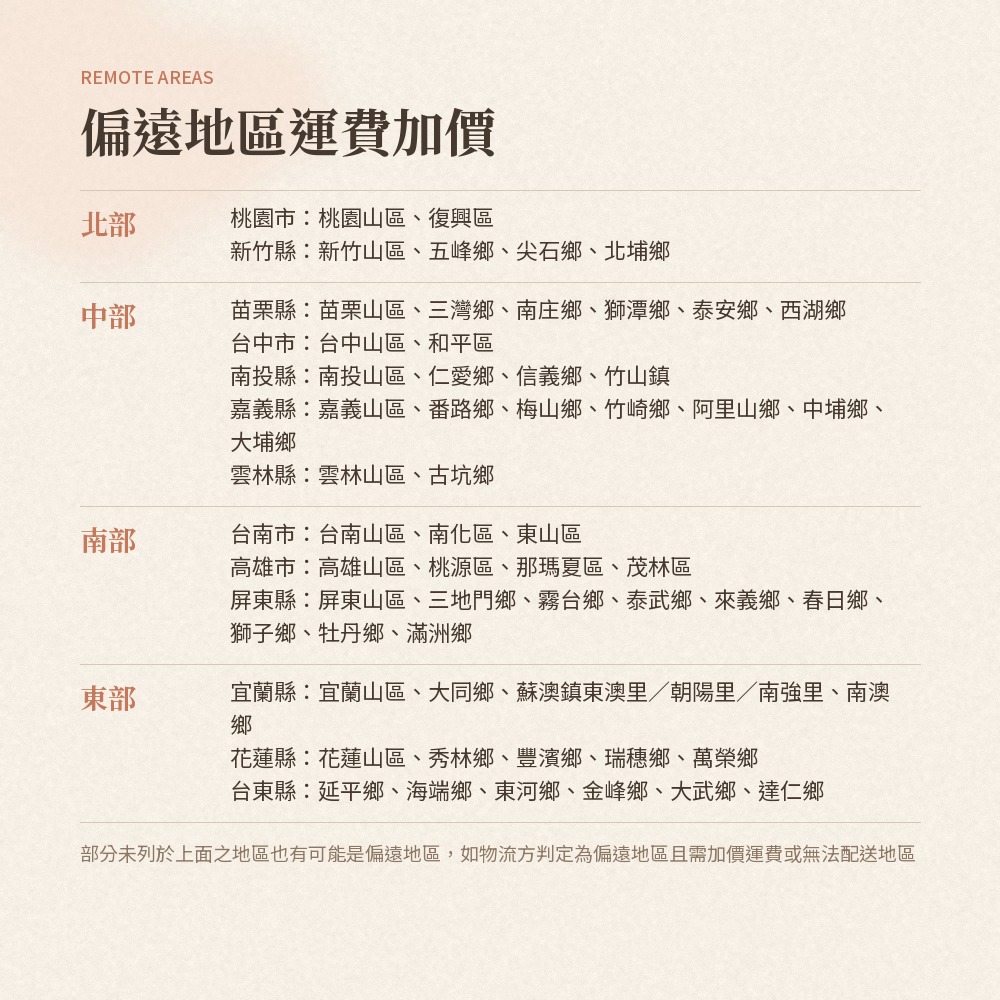 REMOTE AREAS
偏遠地區運費加價
北部
桃園市：桃園山區、復興區
新竹縣：新竹山區、五峰鄉、尖石鄉、北埔鄉
中部
苗栗縣：苗栗山區、三灣鄉、南庄鄉、獅潭鄉、泰安鄉、西湖鄉
台中市：台中山區、和平區
南投縣：南投山區、仁愛鄉、信義鄉、竹山鎮
嘉義縣：嘉義山區、番路鄉、梅山鄉、竹崎鄉、阿里山鄉、中埔鄉、
大埔鄉
雲林縣：雲林山區、古坑鄉
南部
台南市：台南山區、南化區、東山區
高雄市：高雄山區、桃源區、那瑪夏區、茂林區
屏東縣：屏東山區、三地門鄉、霧台鄉、泰武鄉、來義鄉、春日鄉、
獅子鄉、牡丹鄉、滿洲鄉
東部
宜蘭縣：宜蘭山區、大同鄉、蘇澳鎮東澳里／朝陽里／南強里、南澳
鄉
花蓮縣：花蓮山區、秀林鄉、豐濱鄉、瑞穗鄉、萬榮鄉
台東縣：延平鄉、海端鄉、東河鄉、金峰鄉、大武鄉、達仁鄉
部分未列於上面之地區也有可能是偏遠地區，如物流方判定為偏遠地區且需加價運費或無法配送地區